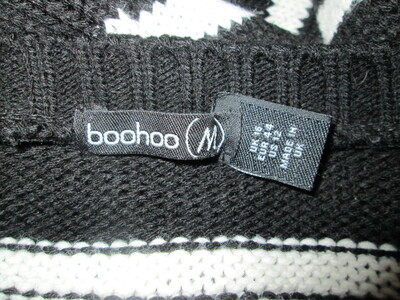 boohoo M
UK 16
EUR 44
US 12
MADE IN
UK